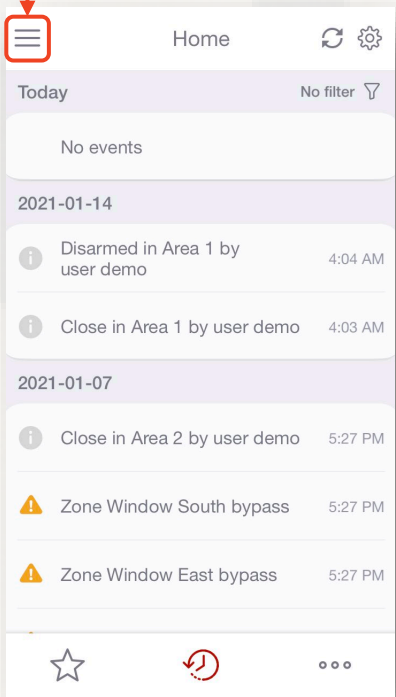 Home
Today
No filter
No events
2021-01-14
Disarmed in Area 1 by
user demo
4:04 AM
Close in Area 1 by user demo
4:03 AM
2021-01-07
Close in Area 2 by user demo
5:27 PM
Zone Window South bypass
5:27 PM
Zone Window East bypass
5:27 PM